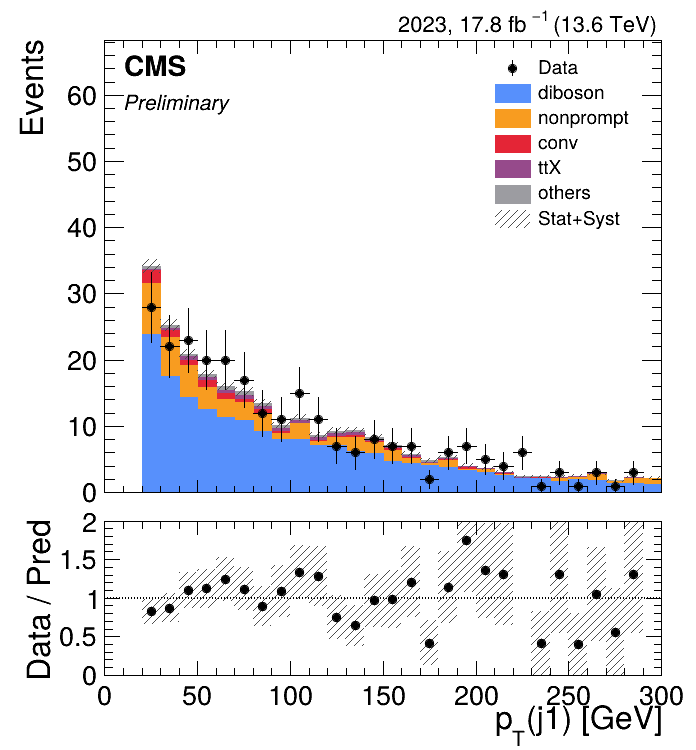 2023, 17.8 fb⁻¹ (13.6 TeV)
Events
CMS
Preliminary
Data
diboson
nonprompt
conv
ttX
others
Stat+Syst
60
50
40
30
20
10
0
Data / Pred
2
1.5
1
0.5
0
0 50 100 150 200 250 300
p_T(j1) [GeV]